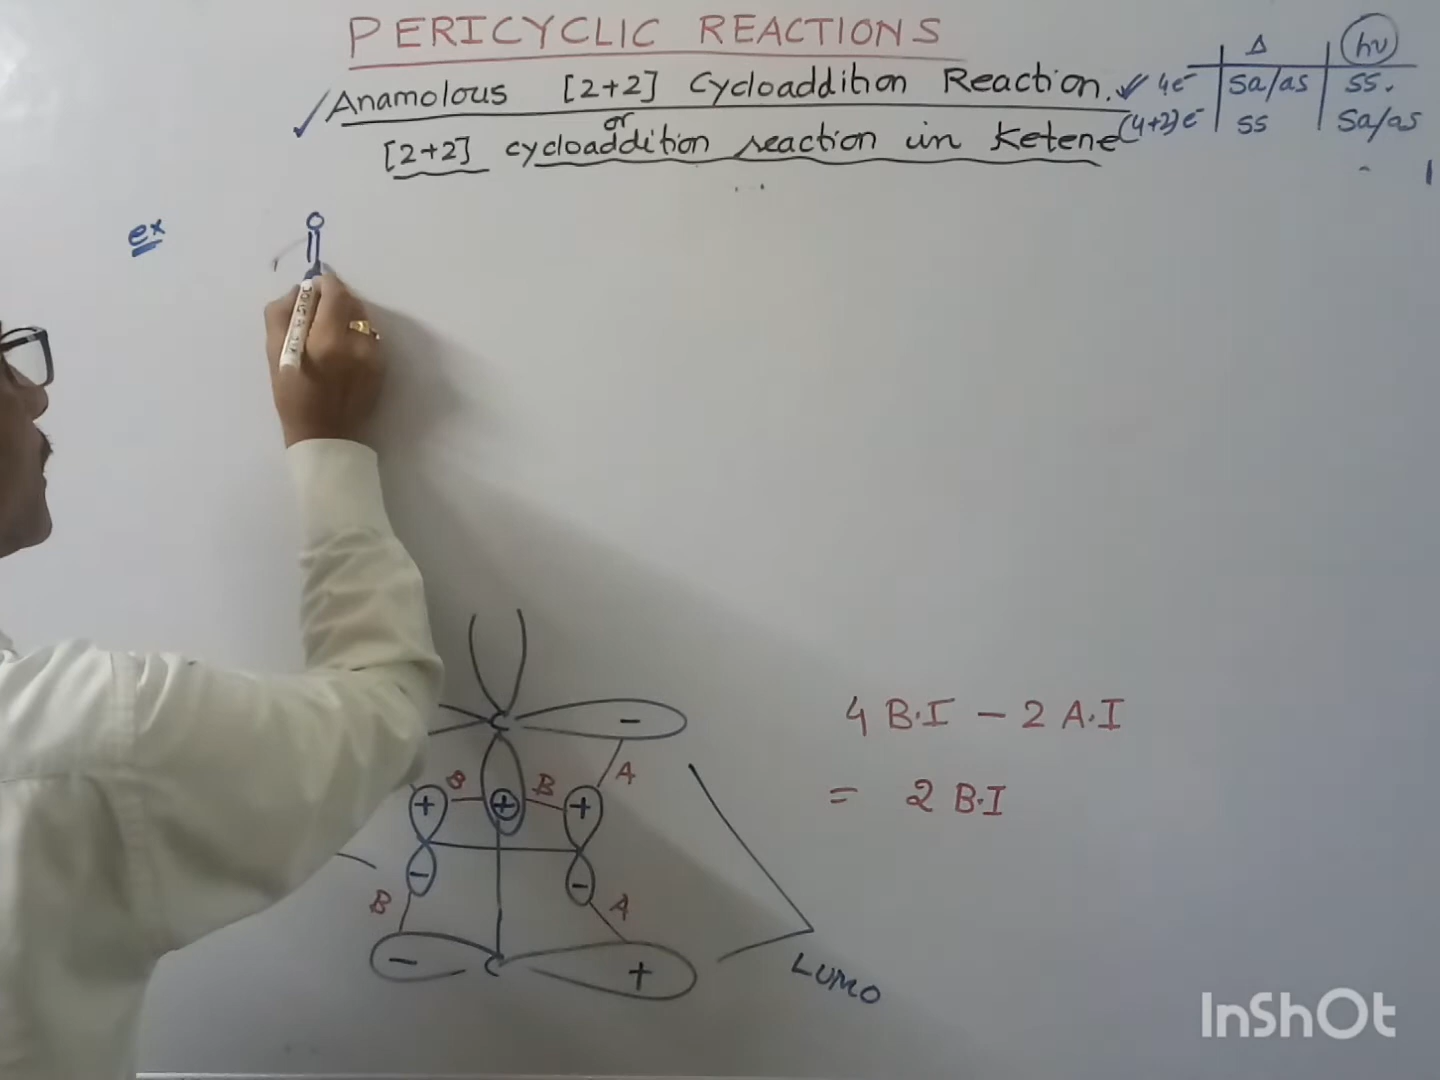 PERICYCLIC REACTIONS
Anamolous [2+2] Cycloaddition Reaction.
or
[2+2] cycloaddition reaction in Ketene
Δ hν
4e⁻ sa/as ss.
(4+2)e⁻ ss sa/as
ex
O
C -
A
+ B + B +
- -
B A
- C +
LUMO
4 B.I - 2 A.I
= 2 B.I
InShOt